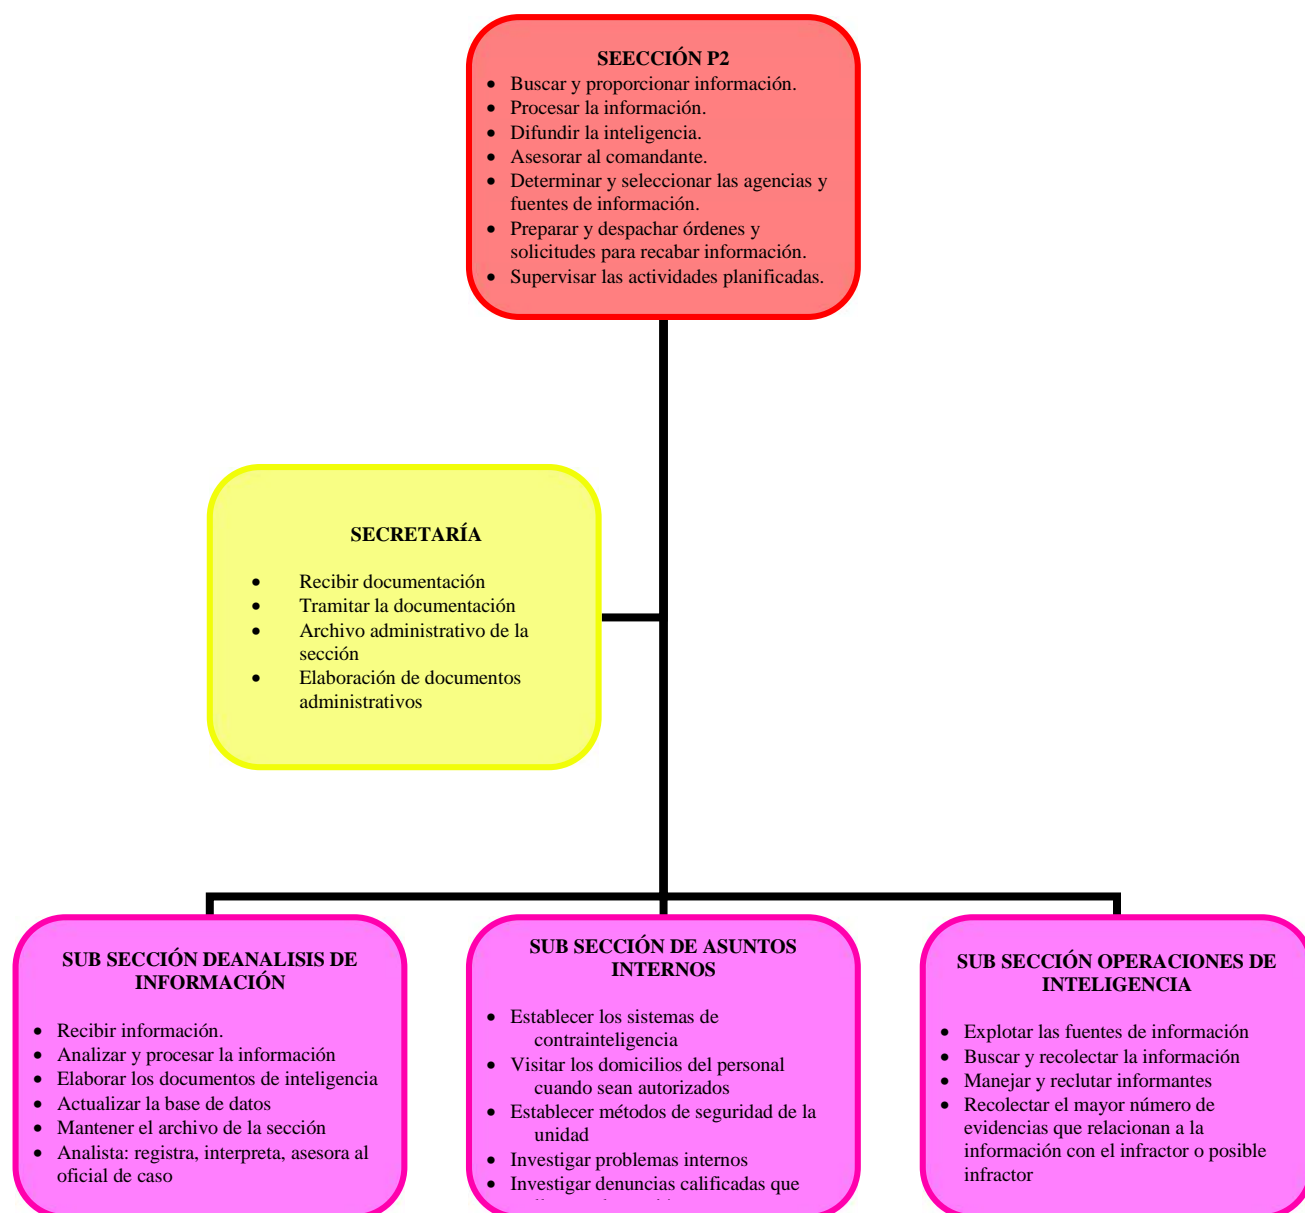 SEECCIÓN P2
• Buscar y proporcionar información.
• Procesar la información.
• Difundir la inteligencia.
• Asesorar al comandante.
• Determinar y seleccionar las agencias y
fuentes de información.
• Preparar y despachar órdenes y
solicitudes para recabar información.
• Supervisar las actividades planificadas.
SECRETARÍA
• Recibir documentación
• Tramitar la documentación
• Archivo administrativo de la
sección
• Elaboración de documentos
administrativos
SUB SECCIÓN DEANALISIS DE
INFORMACIÓN
• Recibir información.
• Analizar y procesar la información
• Elaborar los documentos de inteligencia
• Actualizar la base de datos
• Mantener el archivo de la sección
• Analista: registra, interpreta, asesora al
oficial de caso
SUB SECCIÓN DE ASUNTOS
INTERNOS
• Establecer los sistemas de
contrainteligencia
• Visitar los domicilios del personal
cuando sean autorizados
• Establecer métodos de seguridad de la
unidad
• Investigar problemas internos
• Investigar denuncias calificadas que
SUB SECCIÓN OPERACIONES DE
INTELIGENCIA
• Explotar las fuentes de información
• Buscar y recolectar la información
• Manejar y reclutar informantes
• Recolectar el mayor número de
evidencias que relacionan a la
información con el infractor o posible
infractor